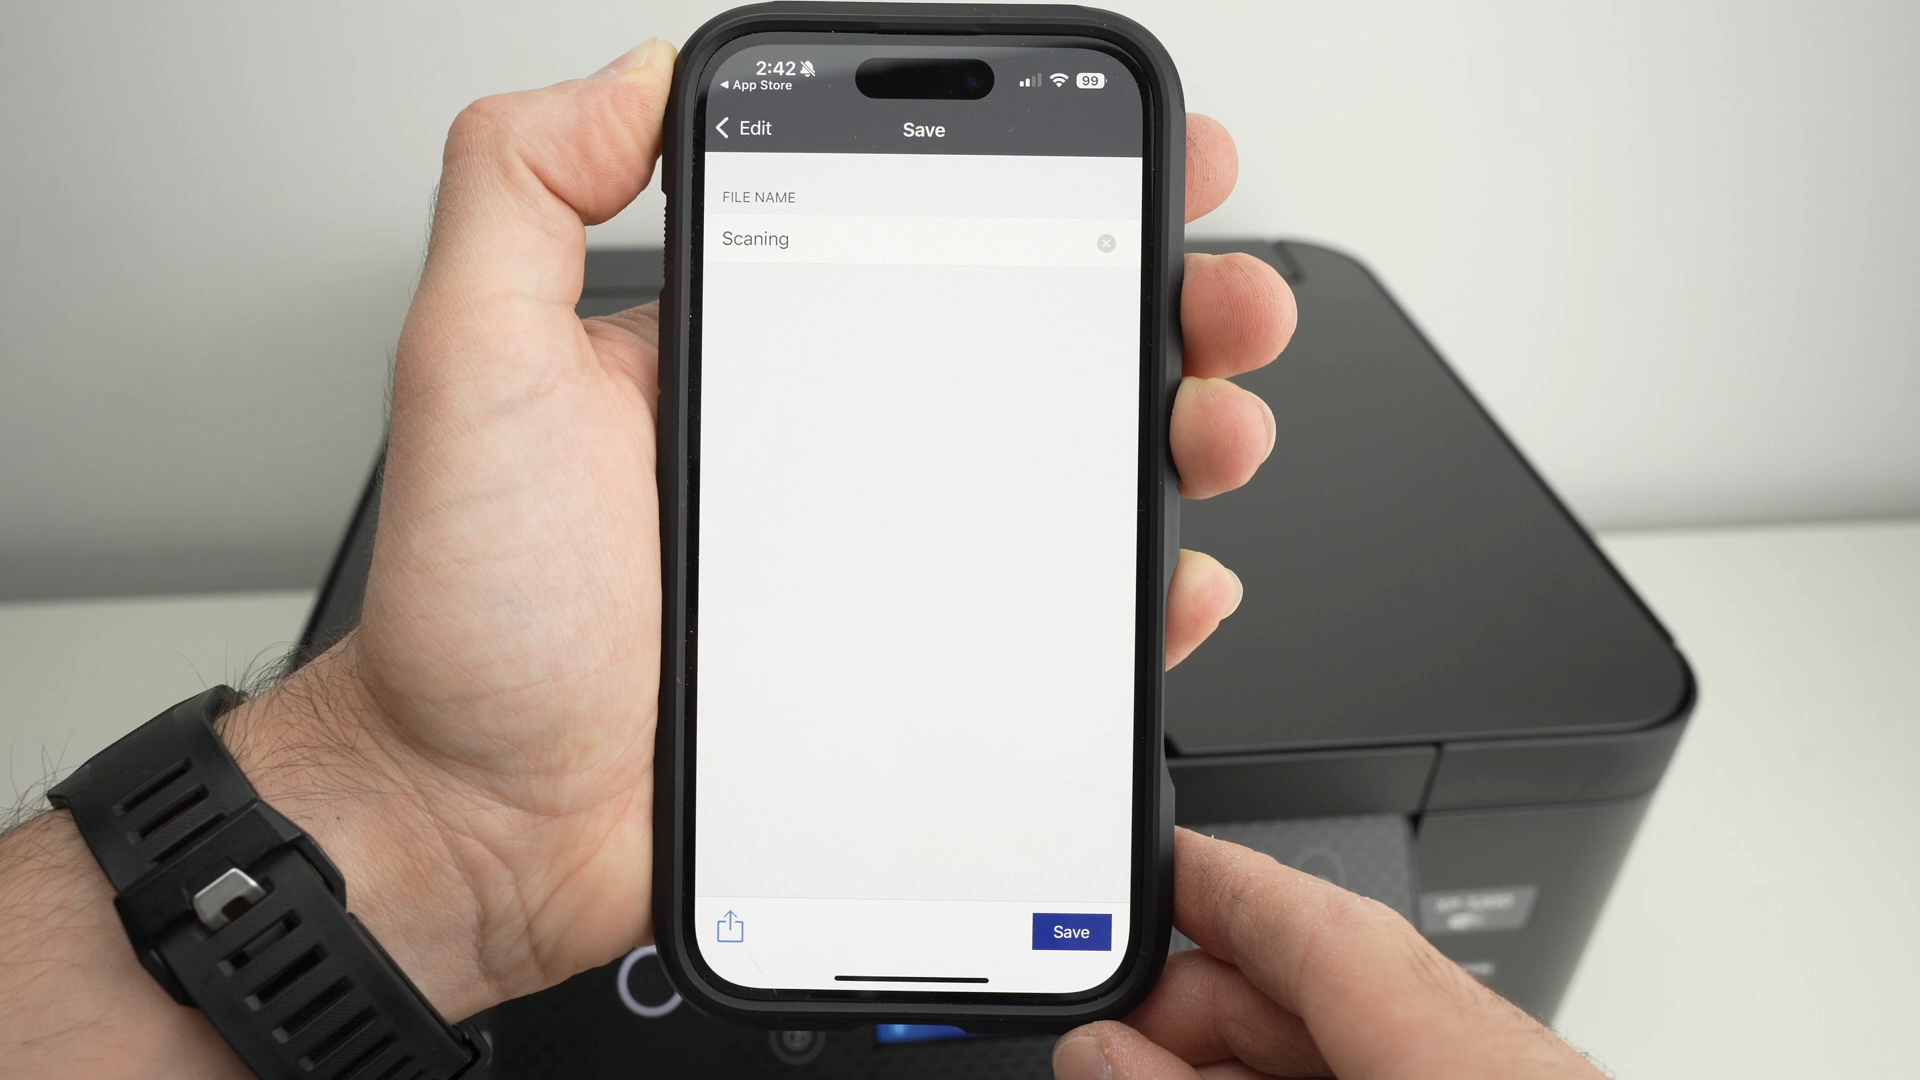 2:42
99
App Store
Edit
Save
FILE NAME
Scaning
Save